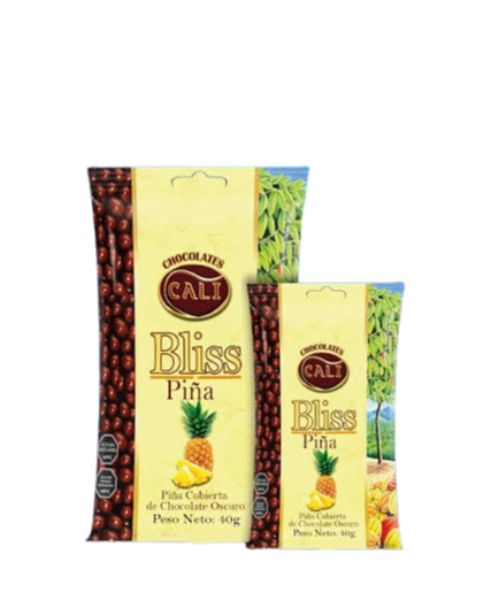 CHOCOLATES
CALI
Bliss
Piña
Piña Cubierta
de Chocolate Oscuro
Peso Neto: 40g
CHOCOLATES
CALI
Bliss
Piña
Piña Cubierta
de Chocolate Oscuro
Peso Neto: 40g